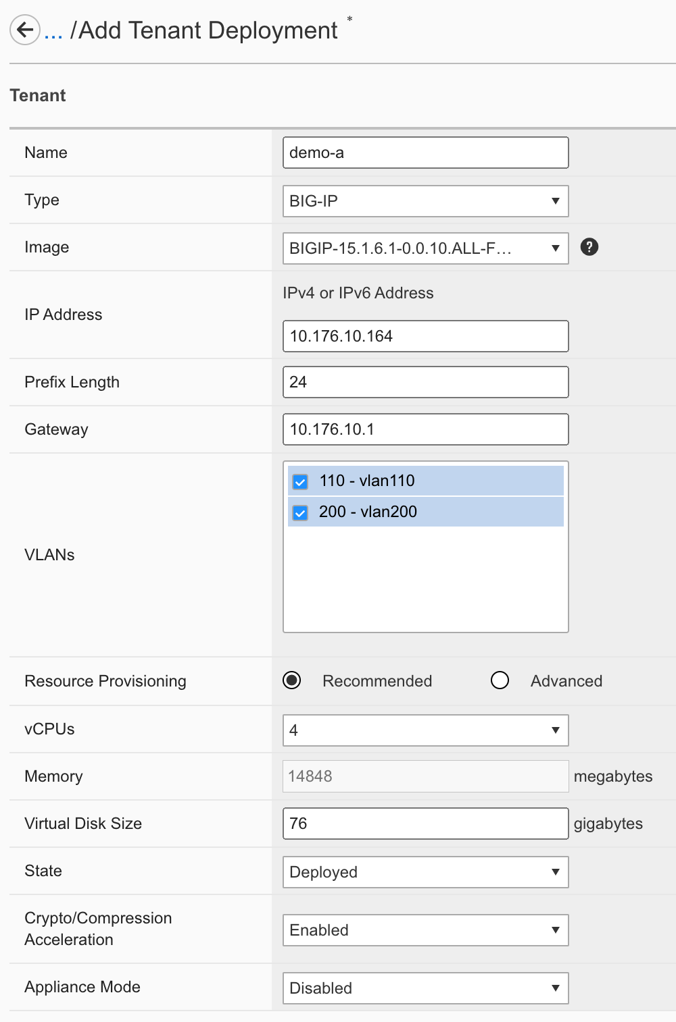 ... /Add Tenant Deployment *
Tenant
Name demo-a
Type BIG-IP
Image BIGIP-15.1.6.1-0.0.10.ALL-F... ?
IPv4 or IPv6 Address
IP Address
10.176.10.164
Prefix Length 24
Gateway 10.176.10.1
110 - vlan110
200 - vlan200
VLANs
Resource Provisioning Recommended Advanced
vCPUs 4
Memory 14848 megabytes
Virtual Disk Size 76 gigabytes
State Deployed
Crypto/Compression
Acceleration
Enabled
Appliance Mode Disabled